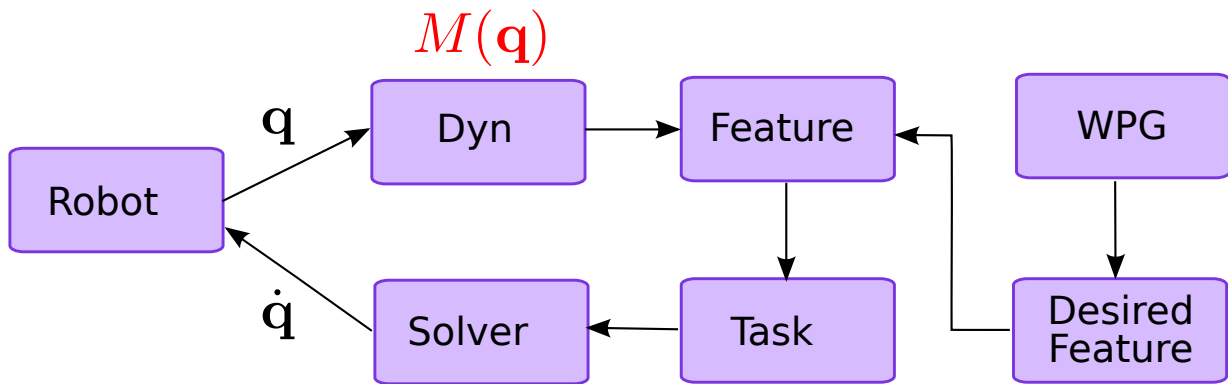 M(q)
q
Dyn
Feature
WPG
Robot
q̇
Solver
Task
Desired
Feature